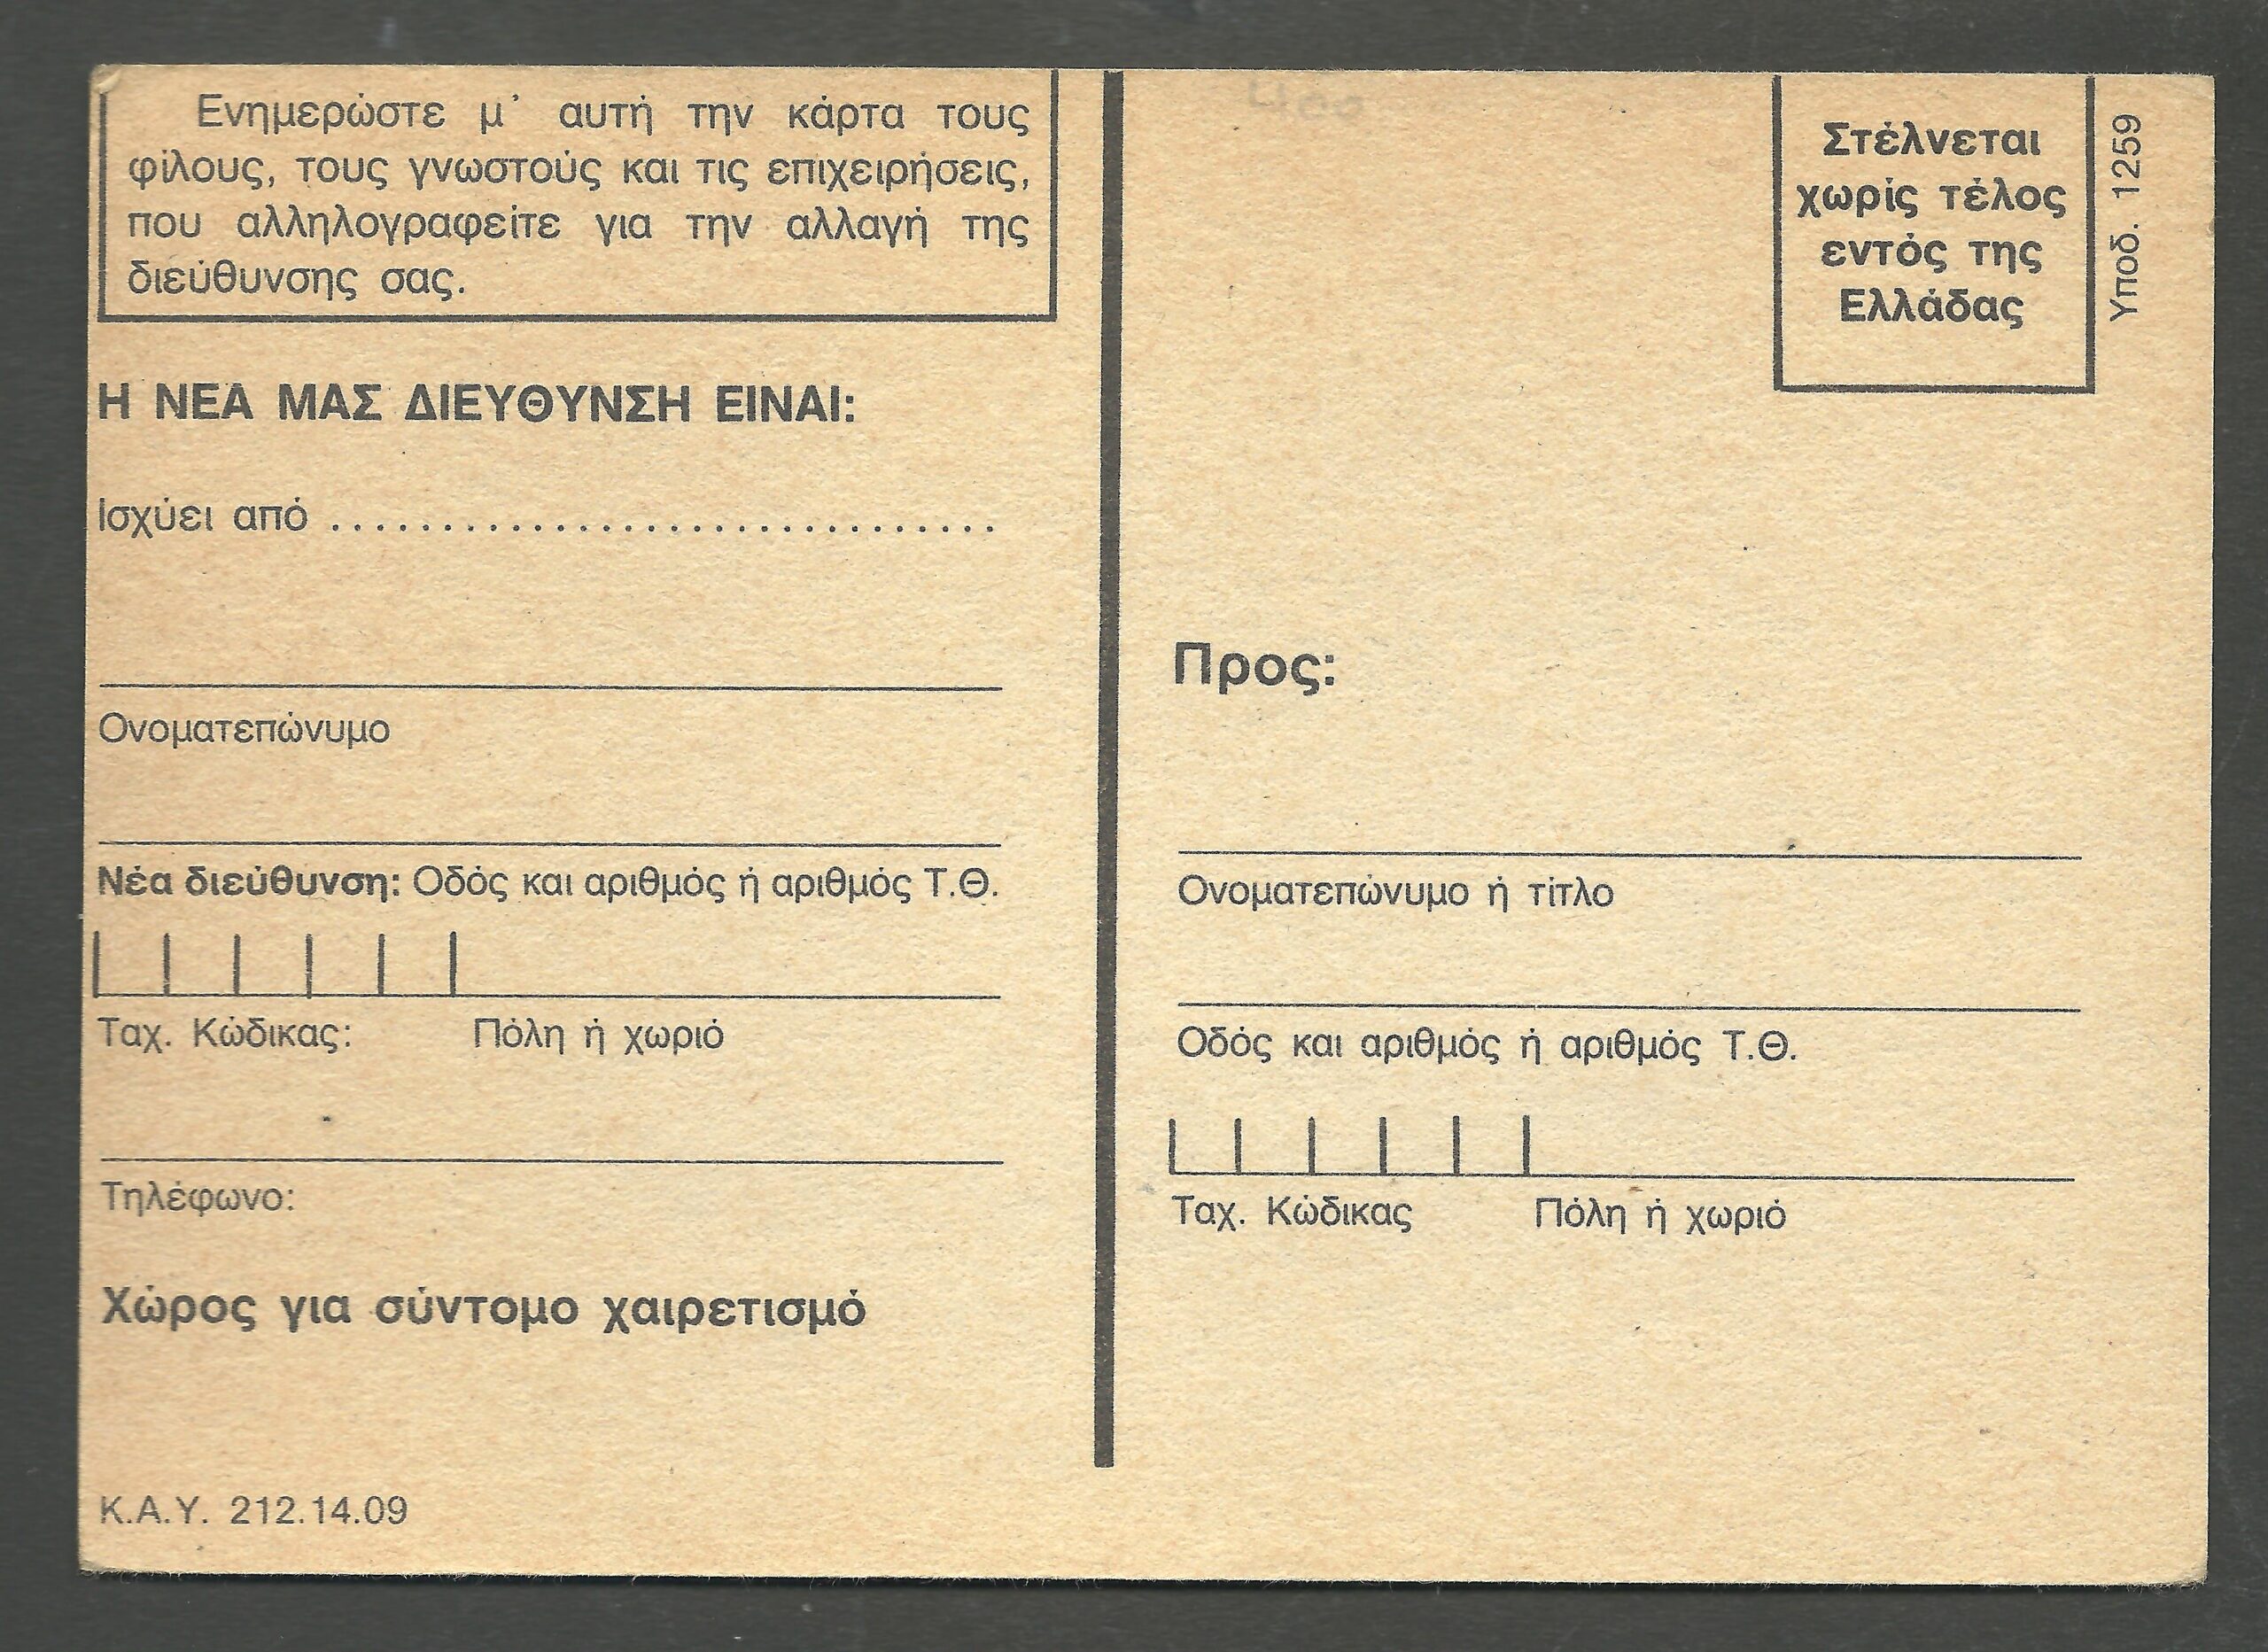 Ενημερώστε μ' αυτή την κάρτα τους
φίλους, τους γνωστούς και τις επιχειρήσεις,
που αλληλογραφείτε για την αλλαγή της
διεύθυνσης σας.
Η ΝΕΑ ΜΑΣ ΔΙΕΥΘΥΝΣΗ ΕΙΝΑΙ:
Ισχύει από ................................
Ονοματεπώνυμο
Νέα διεύθυνση: Οδός και αριθμός ή αριθμός Τ.Θ.
Ταχ. Κώδικας: Πόλη ή χωριό
Τηλέφωνο:
Χώρος για σύντομο χαιρετισμό
Κ.Α.Υ. 212.14.09
Στέλνεται
χωρίς τέλος
εντός της
Ελλάδας
Υποδ. 1259
Προς:
Ονοματεπώνυμο ή τίτλο
Οδός και αριθμός ή αριθμός Τ.Θ.
Ταχ. Κώδικας Πόλη ή χωριό